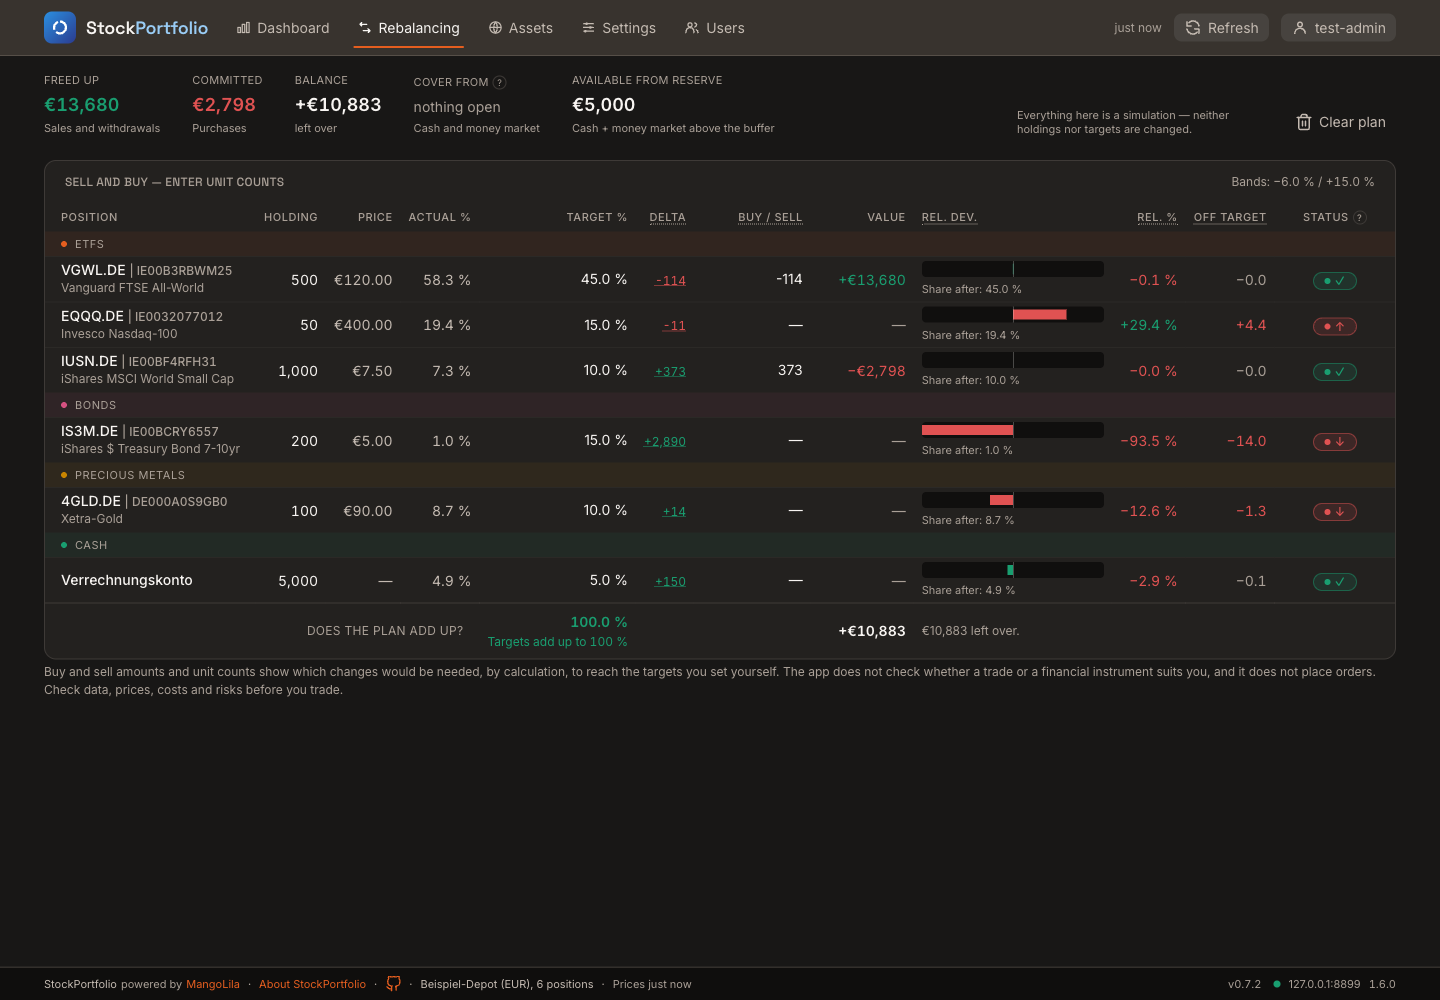 StockPortfolio Dashboard Rebalancing Assets Settings Users just now Refresh test-admin
FREED UP COMMITTED BALANCE COVER FROM ? AVAILABLE FROM RESERVE
€13,680 €2,798 +€10,883 nothing open €5,000
Sales and withdrawals Purchases left over Cash and money market Cash + money market above the buffer
Everything here is a simulation — neither
holdings nor targets are changed.
Clear plan
SELL AND BUY — ENTER UNIT COUNTS Bands: −6.0 % / +15.0 %
POSITION HOLDING PRICE ACTUAL % TARGET % DELTA BUY / SELL VALUE REL. DEV. REL. % OFF TARGET STATUS ?
ETFS
VGWL.DE | IE00B3RBWM25 500 €120.00 58.3 % 45.0 % -114 -114 +€13,680 −0.1 % −0.0 ✓
Vanguard FTSE All-World Share after: 45.0 %
EQQQ.DE | IE0032077012 50 €400.00 19.4 % 15.0 % -11 — — +29.4 % +4.4 ↑
Invesco Nasdaq-100 Share after: 19.4 %
IUSN.DE | IE00BF4RFH31 1,000 €7.50 7.3 % 10.0 % +373 373 −€2,798 −0.0 % −0.0 ✓
iShares MSCI World Small Cap Share after: 10.0 %
BONDS
IS3M.DE | IE00BCRY6557 200 €5.00 1.0 % 15.0 % +2,890 — — −93.5 % −14.0 ↓
iShares $ Treasury Bond 7-10yr Share after: 1.0 %
PRECIOUS METALS
4GLD.DE | DE000A0S9GB0 100 €90.00 8.7 % 10.0 % +14 — — −12.6 % −1.3 ↓
Xetra-Gold Share after: 8.7 %
CASH
Verrechnungskonto 5,000 — 4.9 % 5.0 % +150 — — −2.9 % −0.1 ✓
Share after: 4.9 %
DOES THE PLAN ADD UP? 100.0 % +€10,883 €10,883 left over.
Targets add up to 100 %
Buy and sell amounts and unit counts show which changes would be needed, by calculation, to reach the targets you set yourself. The app does not check whether a trade or a financial instrument suits you, and it does not place orders.
Check data, prices, costs and risks before you trade.
StockPortfolio powered by MangoLila · About StockPortfolio · · Beispiel-Depot (EUR), 6 positions · Prices just now v0.7.2 127.0.0.1:8899 1.6.0